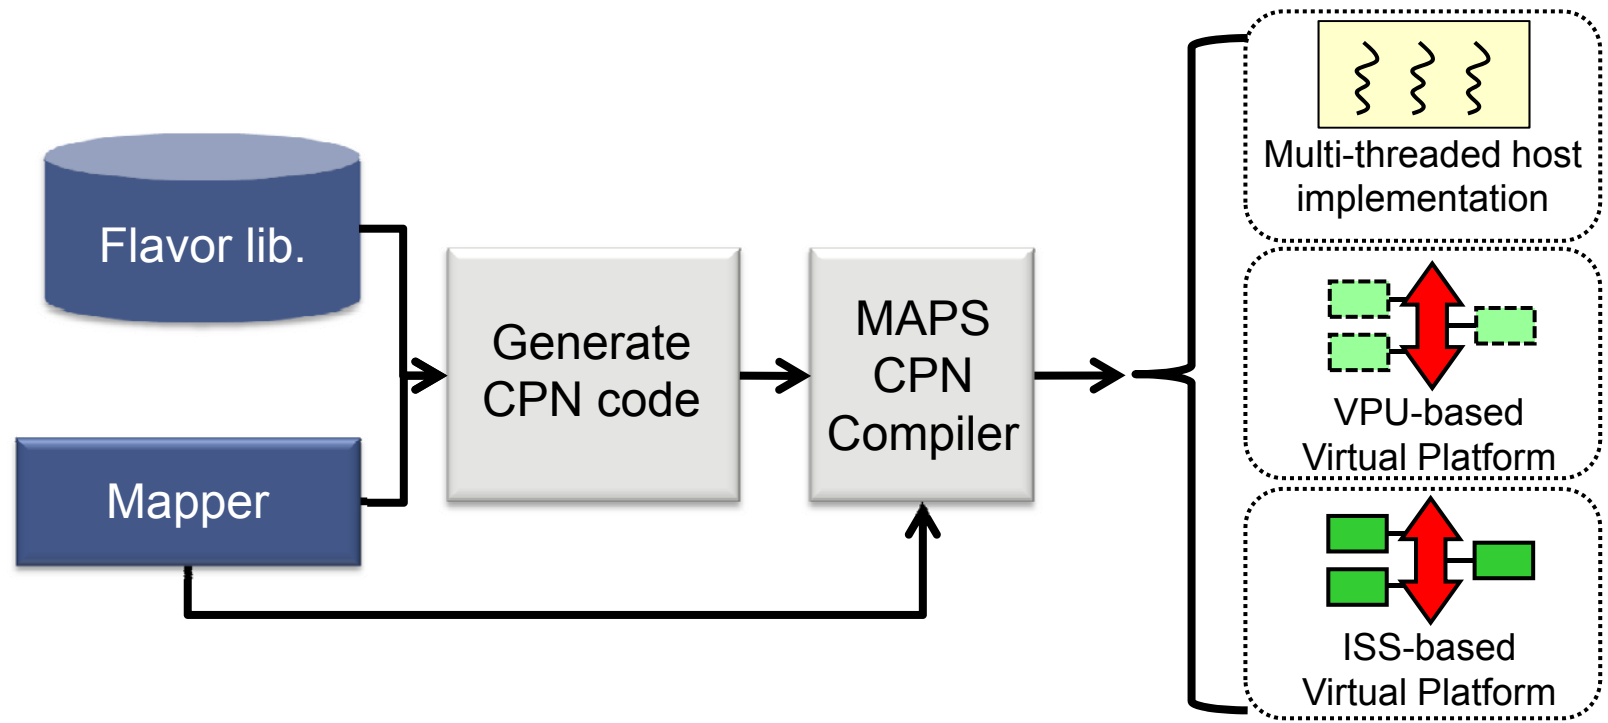 Flavor lib.
Mapper
Generate
CPN code
MAPS
CPN
Compiler
Multi-threaded host
implementation
VPU-based
Virtual Platform
ISS-based
Virtual Platform